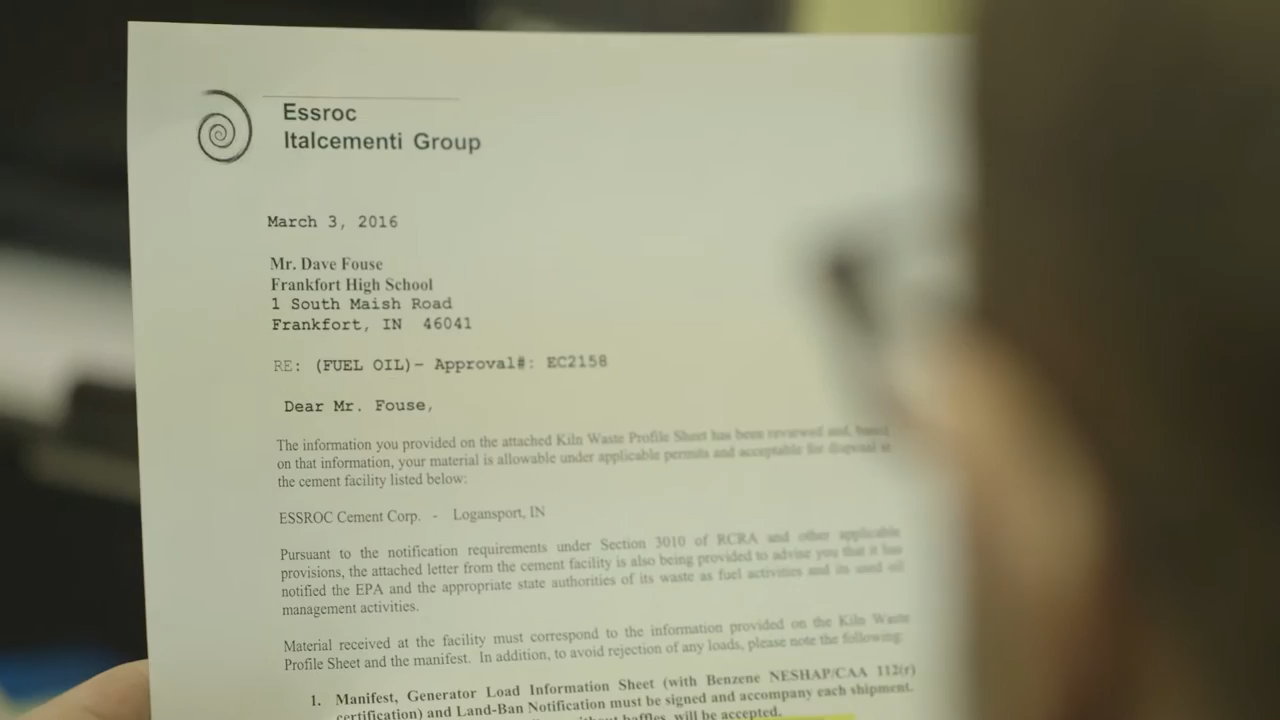 Essroc
Italcementi Group
March 3, 2016
Mr. Dave Fouse
Frankfort High School
1 South Maish Road
Frankfort, IN 46041
RE: (FUEL OIL)- Approval#: EC2158
Dear Mr. Fouse,
The information you provided on the attached Kiln Waste Profile Sheet has been reviewed and, based
on that information, your material is allowable under applicable permits and acceptable for disposal at
the cement facility listed below:
ESSROC Cement Corp. - Logansport, IN
Pursuant to the notification requirements under Section 3010 of RCRA and other applicable
provisions, the attached letter from the cement facility is also being provided to advise you that it has
notified the EPA and the appropriate state authorities of its waste as fuel activities and its used oil
management activities.
Material received at the facility must correspond to the information provided on the Kiln Waste
Profile Sheet and the manifest. In addition, to avoid rejection of any loads, please note the following:
1. Manifest, Generator Load Information Sheet (with Benzene NESHAP/CAA 112(r)
certification) and Land-Ban Notification must be signed and accompany each shipment.
without baffles, will be accepted.